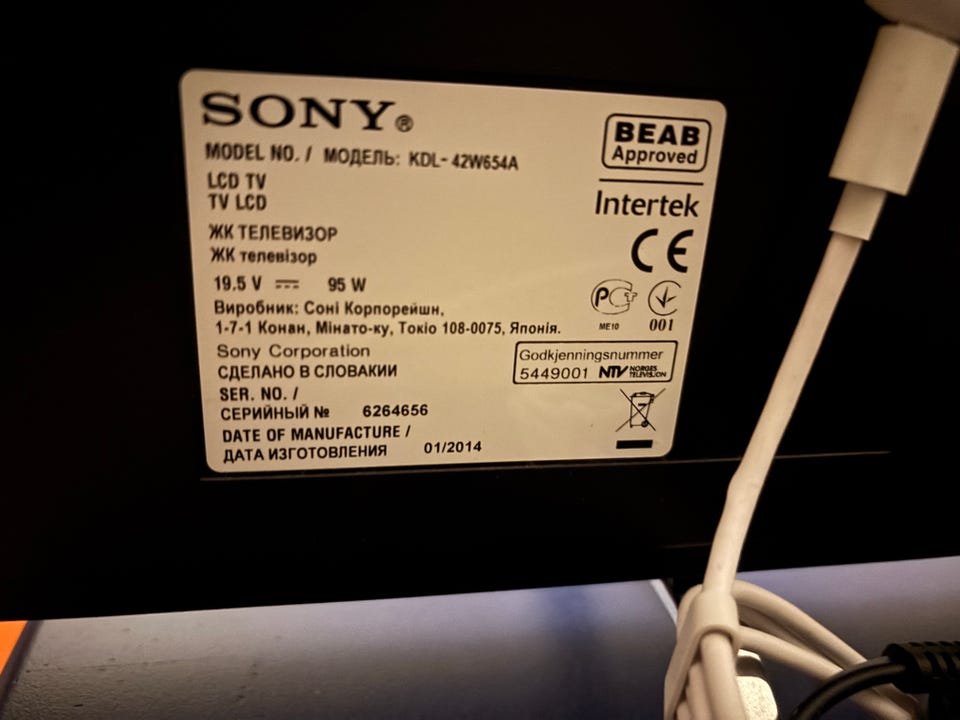 SONY®
MODEL NO. / МОДЕЛЬ: KDL-42W654A
LCD TV
TV LCD
ЖК ТЕЛЕВИЗОР
ЖК телевізор
19.5 V ⎓ 95 W
Виробник: Соні Корпорейшн,
1-7-1 Конан, Мінато-ку, Токіо 108-0075, Японія.
Sony Corporation
СДЕЛАНО В СЛОВАКИИ
SER. NO. /
СЕРИЙНЫЙ № 6264656
DATE OF MANUFACTURE /
ДАТА ИЗГОТОВЛЕНИЯ 01/2014
BEAB
Approved
Intertek
CE
РСТ
ME10
001
Godkjenningsnummer
5449001 NTV NORGES
TELEVISJON